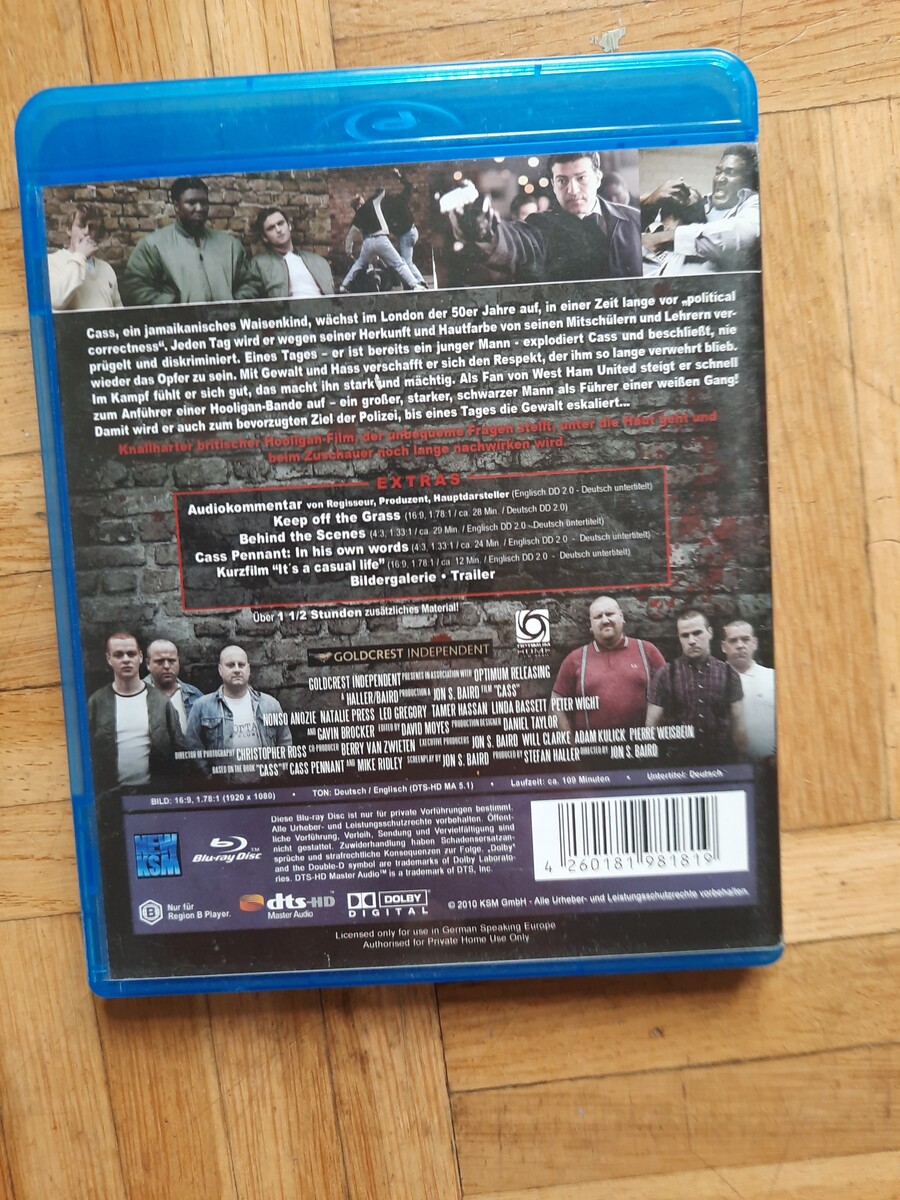 Cass, ein jamaikanisches Waisenkind, wächst im London der 50er Jahre auf, in einer Zeit lange vor „political
correctness“. Jeden Tag wird er wegen seiner Herkunft und Hautfarbe von seinen Mitschülern und Lehrern ver-
prügelt und diskriminiert. Eines Tages – er ist bereits ein junger Mann - explodiert Cass und beschließt, nie
wieder das Opfer zu sein. Mit Gewalt und Hass verschafft er sich den Respekt, der ihm so lange verwehrt blieb.
Im Kampf fühlt er sich gut, das macht ihn stark und mächtig. Als Fan von West Ham United steigt er schnell
zum Anführer einer Hooligan-Bande auf – ein großer, starker, schwarzer Mann als Führer einer weißen Gang!
Damit wird er auch zum bevorzugten Ziel der Polizei, bis eines Tages die Gewalt eskaliert...
Knallharter britischer Hooligan-Film, der unbequeme Fragen stellt, unter die Haut geht und
beim Zuschauer noch lange nachwirken wird.
EXTRAS
Audiokommentar von Regisseur, Produzent, Hauptdarsteller (Englisch DD 2.0 - Deutsch untertitelt)
Keep off the Grass (16:9, 1.78:1 / ca. 28 Min. / Deutsch DD 2.0)
Behind the Scenes (4:3, 1.33:1 / ca. 29 Min. / Englisch DD 2.0 - Deutsch untertitelt)
Cass Pennant: In his own words (4:3, 1.33:1 / ca. 24 Min. / Englisch DD 2.0 - Deutsch untertitelt)
Kurzfilm “It´s a casual life” (16:9, 1.78:1 / ca. 12 Min. / Englisch DD 2.0 - Deutsch untertitelt)
Bildergalerie • Trailer
Über 1 1/2 Stunden zusätzliches Material!
GOLDCREST INDEPENDENT
GOLDCREST INDEPENDENT PRESENTS IN ASSOCIATION WITH OPTIMUM RELEASING
A HALLER/BAIRD PRODUCTION A JON S. BAIRD FILM "CASS"
NONSO ANOZIE NATALIE PRESS LEO GREGORY TAMER HASSAN LINDA BASSETT PETER WIGHT
AND GAVIN BROCKER EDITED BY DAVID MOYES PRODUCTION DESIGNER DANIEL TAYLOR
DIRECTOR OF PHOTOGRAPHY CHRISTOPHER ROSS CO PRODUCER BERRY VAN ZWIETEN EXECUTIVE PRODUCERS JON S. BAIRD WILL CLARKE ADAM KULICK PIERRE WEISBEIN
BASED ON THE BOOK "CASS" BY CASS PENNANT AND MIKE RIDLEY SCREENPLAY BY JON S. BAIRD PRODUCED BY STEFAN HALLER DIRECTED BY JON S. BAIRD
BILD: 16:9, 1.78:1 (1920 x 1080) • TON: Deutsch / Englisch (DTS-HD MA 5.1) • Laufzeit: ca. 109 Minuten • Untertitel: Deutsch
NEW
KSM
Blu-ray Disc™
Diese Blu-ray Disc ist nur für private Vorführungen bestimmt.
Alle Urheber- und Leistungsschutzrechte vorbehalten. Öffent-
liche Vorführung, Verleih, Sendung und Vervielfältigung sind
nicht gestattet. Zuwiderhandlung haben Schadensersatzan-
sprüche und strafrechtliche Konsequenzen zur Folge. „Dolby“
and the Double-D symbol are trademarks of Dolby Laborato-
ries. DTS-HD Master Audio™ is a trademark of DTS, Inc.
4 260181 981819
B
Nur für
Region B Player.
dts-HD
Master Audio
DOLBY
DIGITAL
© 2010 KSM GmbH · Alle Urheber- und Leistungsschutzrechte vorbehalten.
Licensed only for use in German Speaking Europe
Authorised for Private Home Use Only